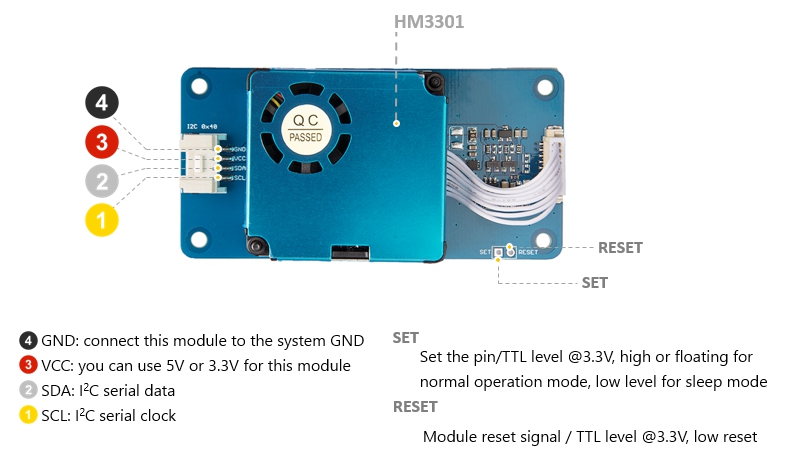 HM3301
I2C 0x40
4
GND
3
VCC
2
SDA
1
SCL
QC
PASSED
SET
RESET
RESET
SET
4 GND: connect this module to the system GND
3 VCC: you can use 5V or 3.3V for this module
2 SDA: I²C serial data
1 SCL: I²C serial clock
SET
Set the pin/TTL level @3.3V, high or floating for
normal operation mode, low level for sleep mode
RESET
Module reset signal / TTL level @3.3V, low reset